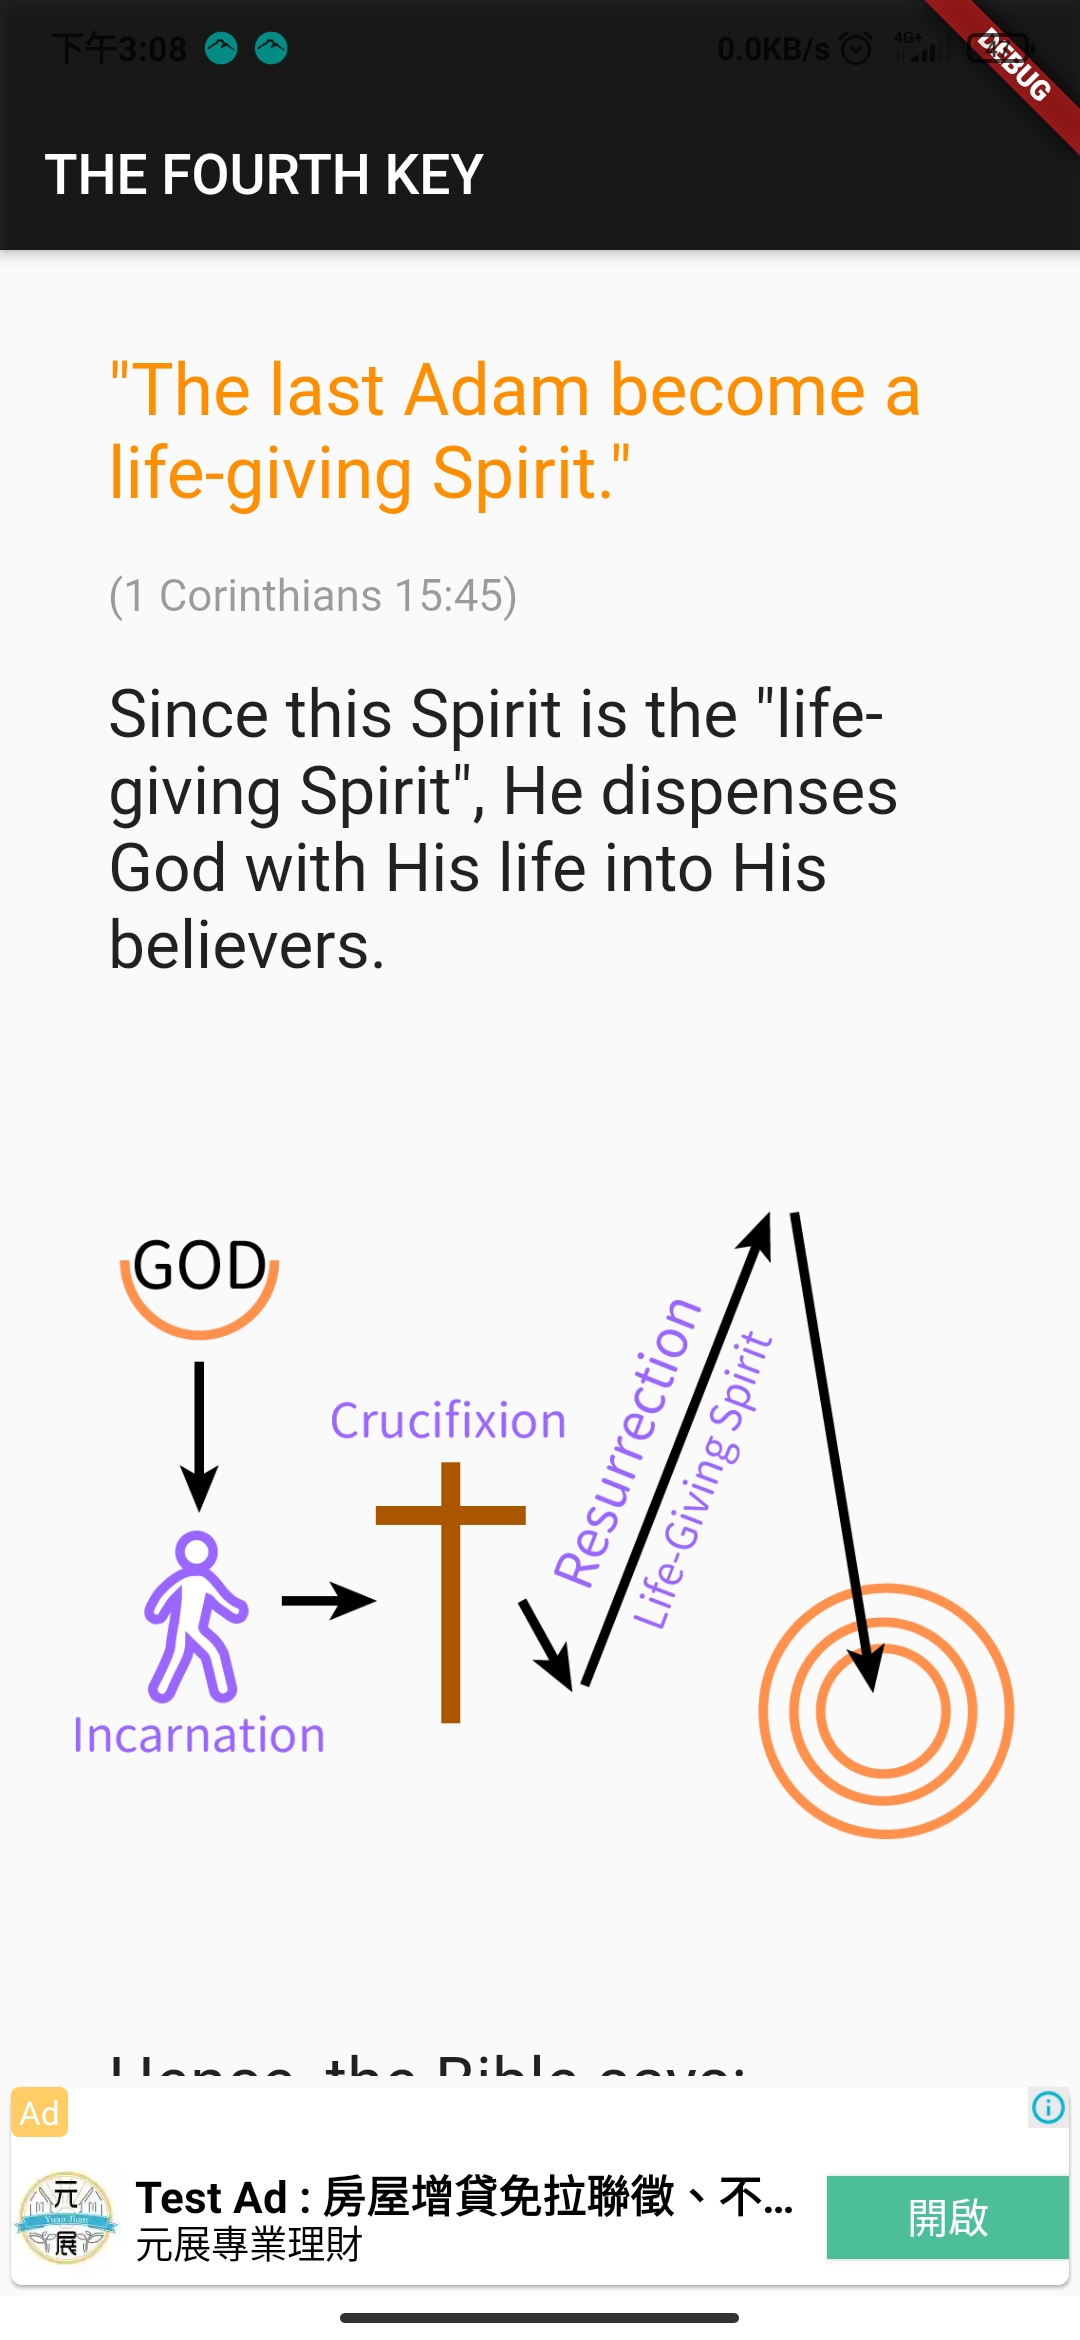 下午3:08
0.0KB/s
4G+
DEBUG
THE FOURTH KEY
"The last Adam become a
life-giving Spirit."
(1 Corinthians 15:45)
Since this Spirit is the "life-
giving Spirit", He dispenses
God with His life into His
believers.
GOD
Crucifixion
Resurrection
Life-Giving Spirit
Incarnation
Hence, the Bible says:
Ad
元
展
Test Ad : 房屋增貸免拉聯徵、不...
元展專業理財
開啟